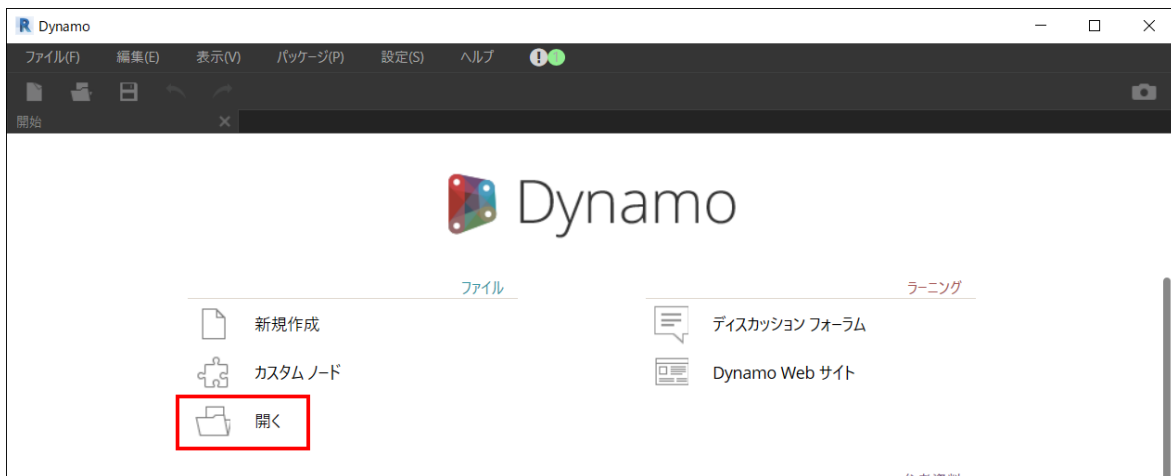 Dynamo
ファイル(F) 編集(E) 表示(V) パッケージ(P) 設定(S) ヘルプ
開始
Dynamo
ファイル
新規作成
カスタム ノード
開く
ラーニング
ディスカッション フォーラム
Dynamo Web サイト